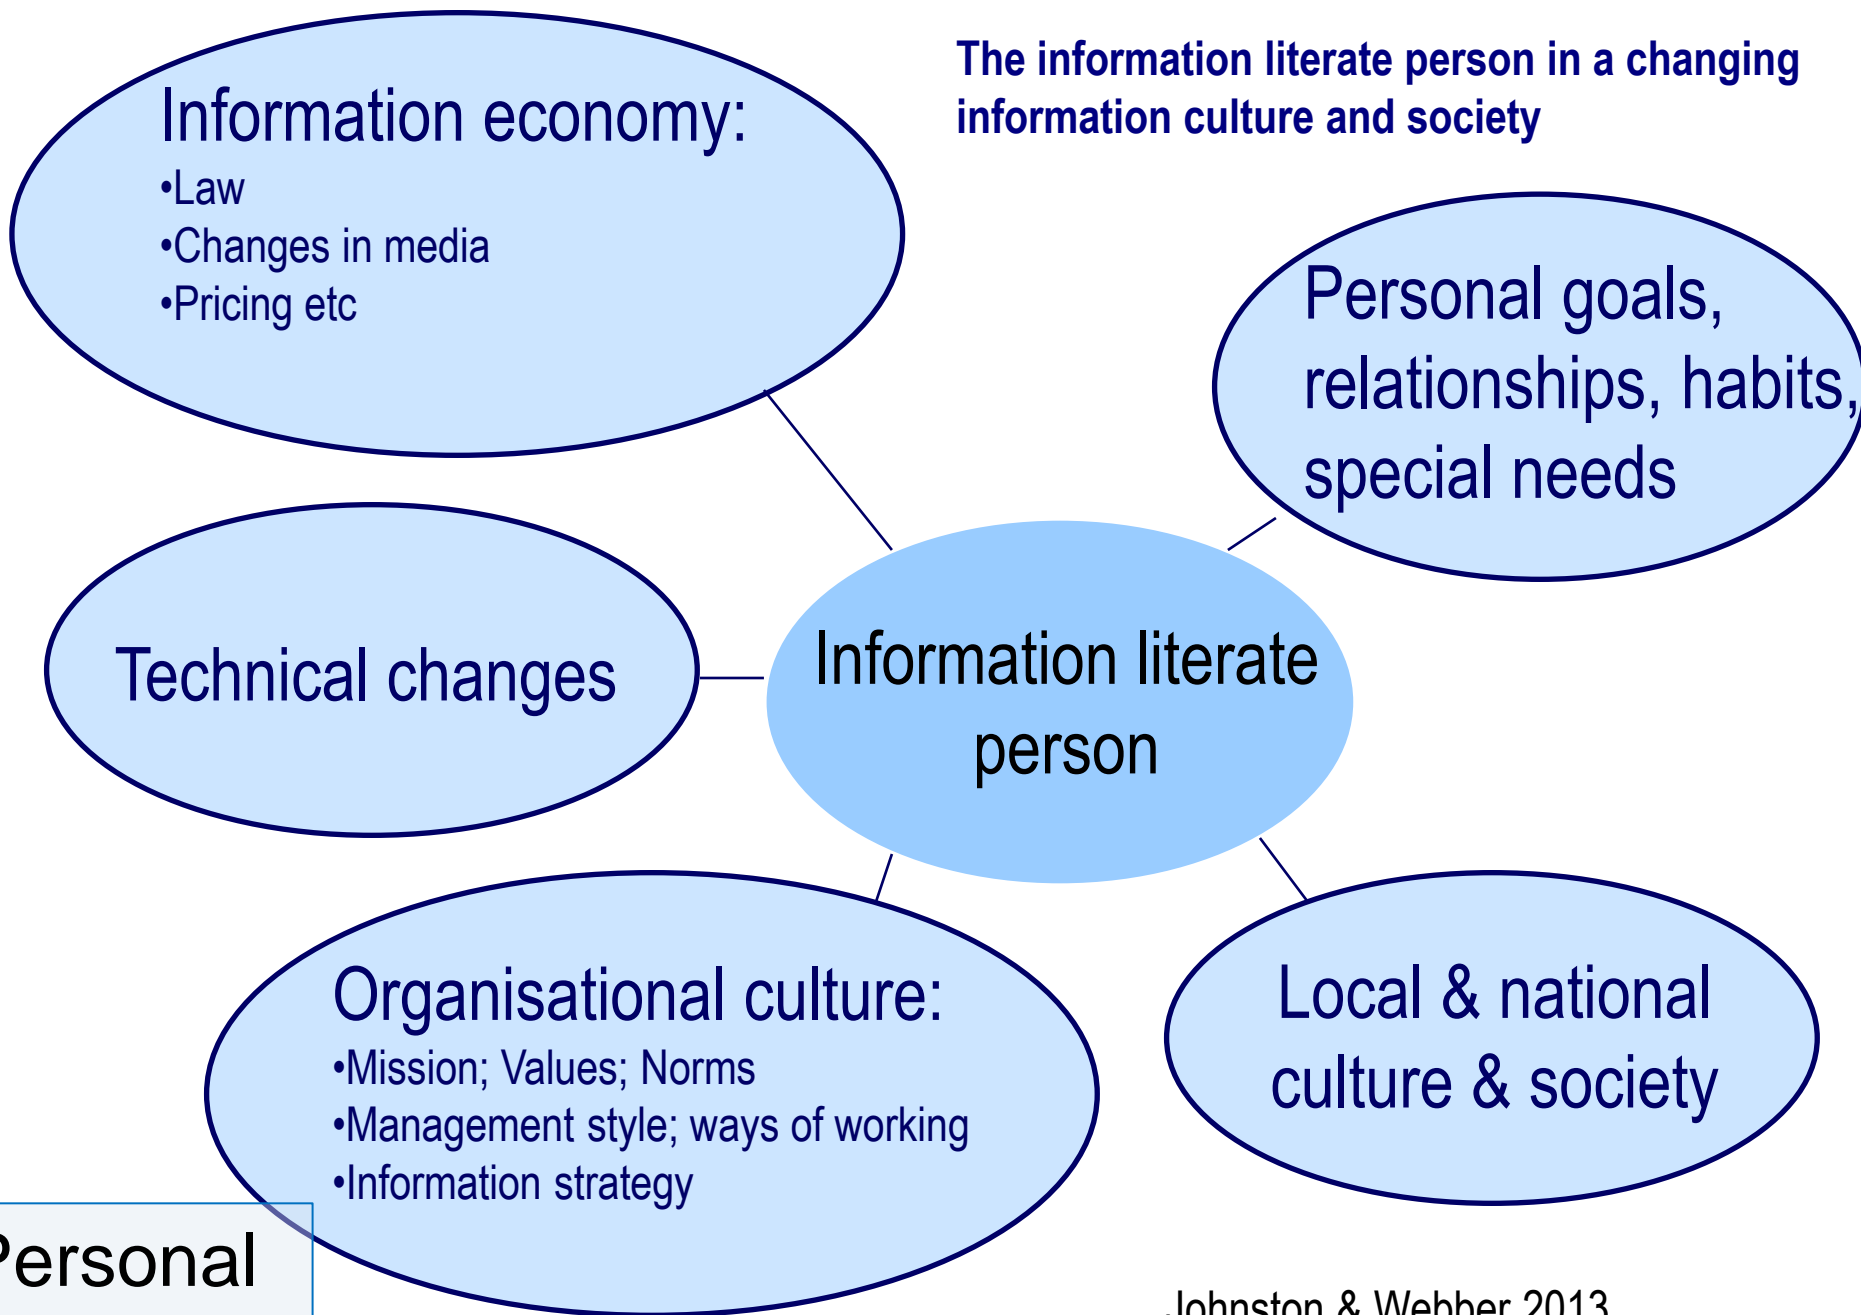 The information literate person in a changing
information culture and society
Information economy:
•Law
•Changes in media
•Pricing etc
Personal goals,
relationships, habits,
special needs
Technical changes
Information literate
person
Organisational culture:
•Mission; Values; Norms
•Management style; ways of working
•Information strategy
Local & national
culture & society
Personal
Johnston & Webber 2013